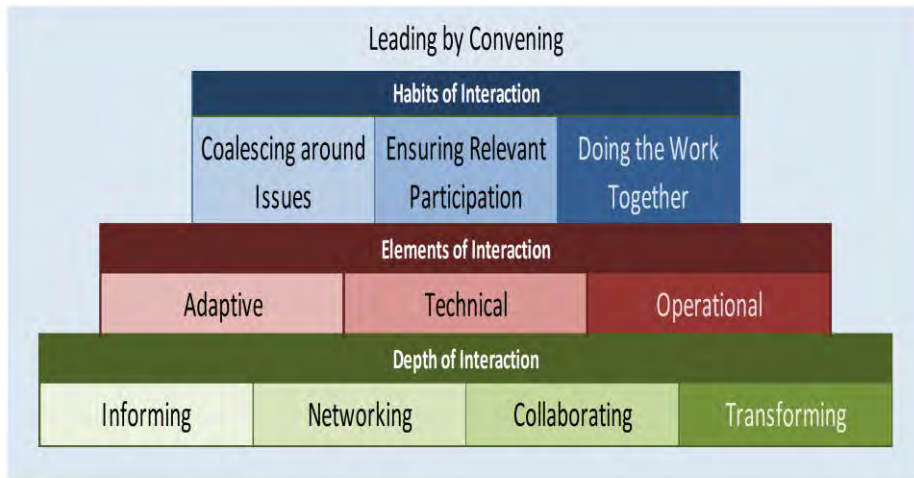 Leading by Convening
Habits of Interaction
Coalescing around
Issues
Ensuring Relevant
Participation
Doing the Work
Together
Elements of Interaction
Adaptive
Technical
Operational
Depth of Interaction
Informing
Networking
Collaborating
Transforming